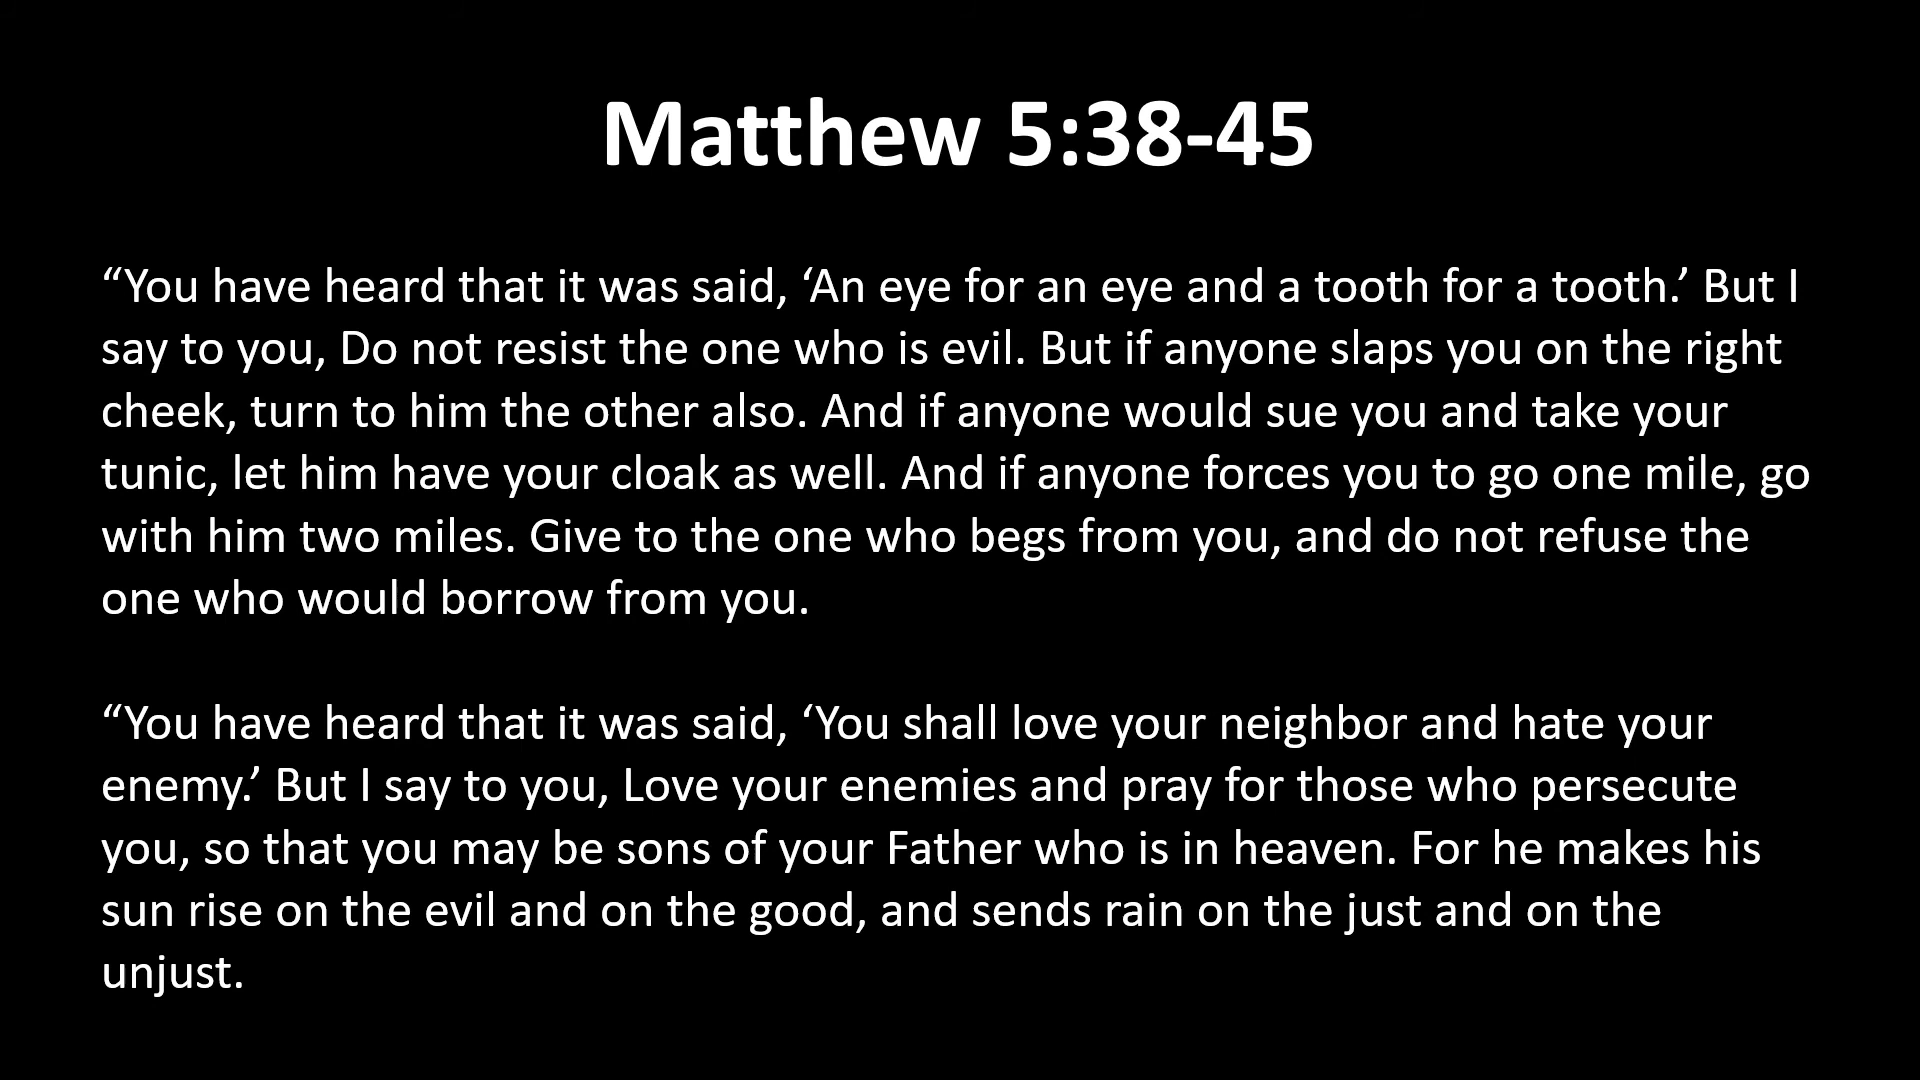 Matthew 5:38-45
“You have heard that it was said, ‘An eye for an eye and a tooth for a tooth.’ But I
say to you, Do not resist the one who is evil. But if anyone slaps you on the right
cheek, turn to him the other also. And if anyone would sue you and take your
tunic, let him have your cloak as well. And if anyone forces you to go one mile, go
with him two miles. Give to the one who begs from you, and do not refuse the
one who would borrow from you.
“You have heard that it was said, ‘You shall love your neighbor and hate your
enemy.’ But I say to you, Love your enemies and pray for those who persecute
you, so that you may be sons of your Father who is in heaven. For he makes his
sun rise on the evil and on the good, and sends rain on the just and on the
unjust.